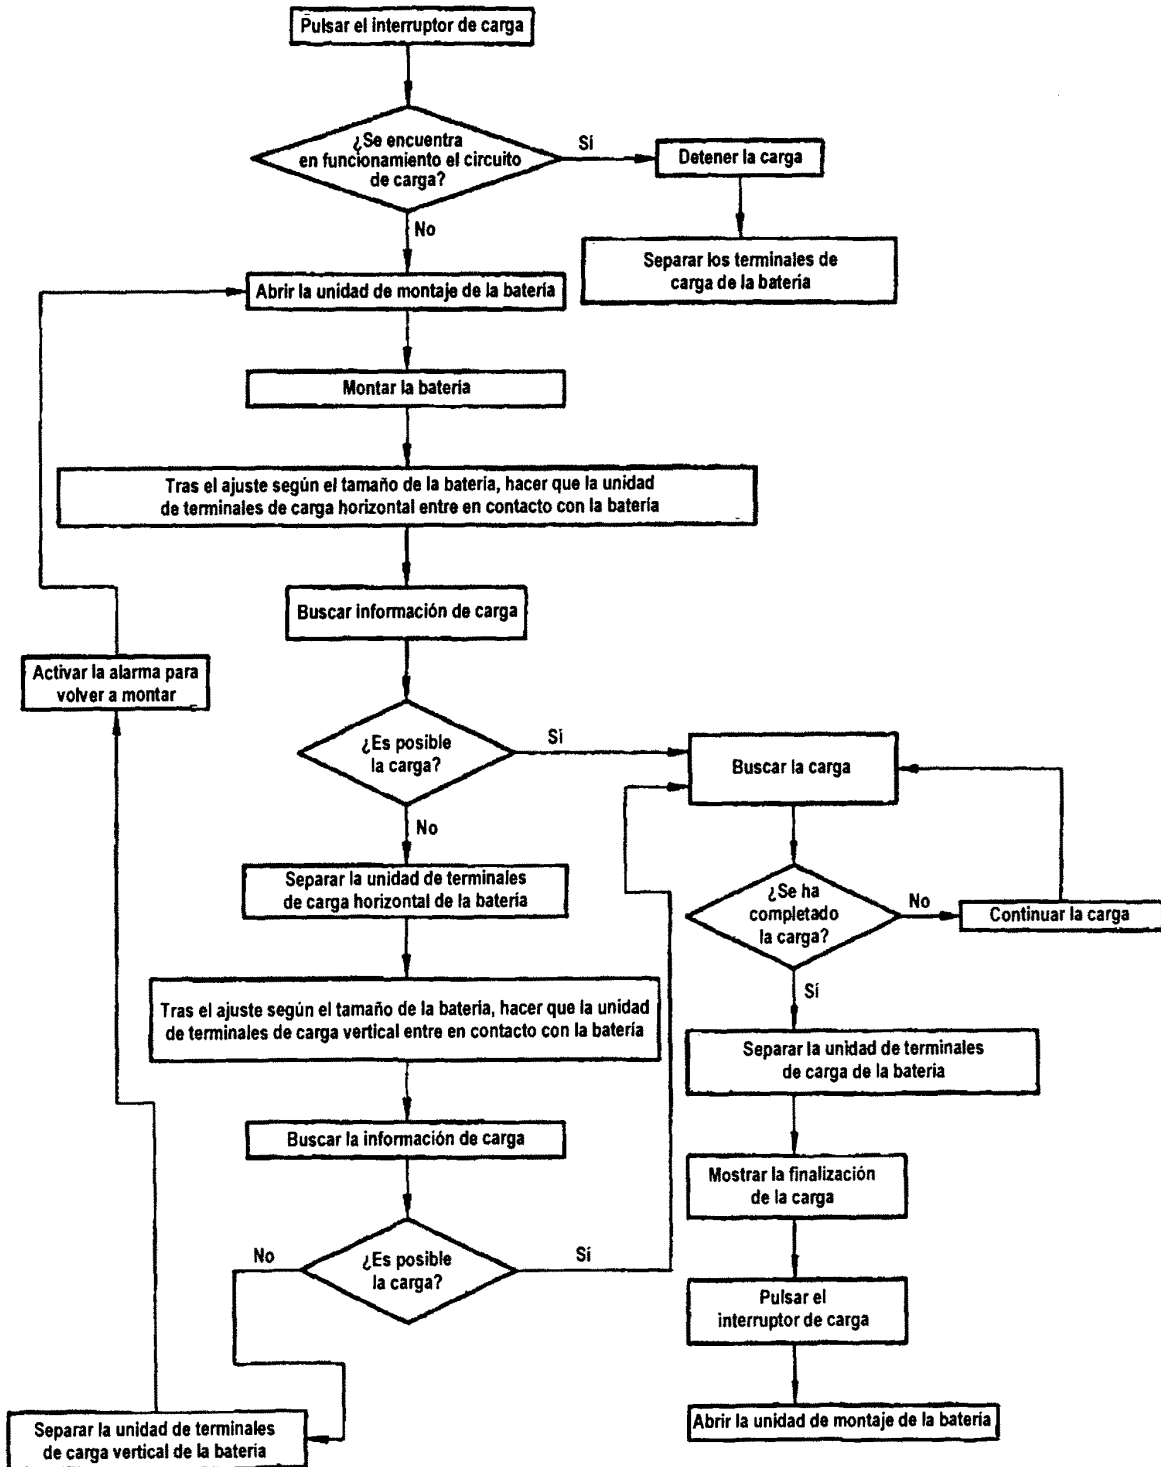 Pulsar el interruptor de carga
¿Se encuentra
en funcionamiento el circuito
de carga?
Sí
Detener la carga
No
Separar los terminales de
carga de la batería
Abrir la unidad de montaje de la batería
Montar la batería
Tras el ajuste según el tamaño de la batería, hacer que la unidad
de terminales de carga horizontal entre en contacto con la batería
Buscar información de carga
Activar la alarma para
volver a montar
¿Es posible
la carga?
Sí
Buscar la carga
No
Separar la unidad de terminales
de carga horizontal de la batería
¿Se ha
completado
la carga?
No
Continuar la carga
Sí
Tras el ajuste según el tamaño de la batería, hacer que la unidad
de terminales de carga vertical entre en contacto con la batería
Separar la unidad de terminales
de carga de la batería
Buscar la información de carga
Mostrar la finalización
de la carga
¿Es posible
la carga?
No
Sí
Pulsar el
interruptor de carga
Separar la unidad de terminales
de carga vertical de la batería
Abrir la unidad de montaje de la batería